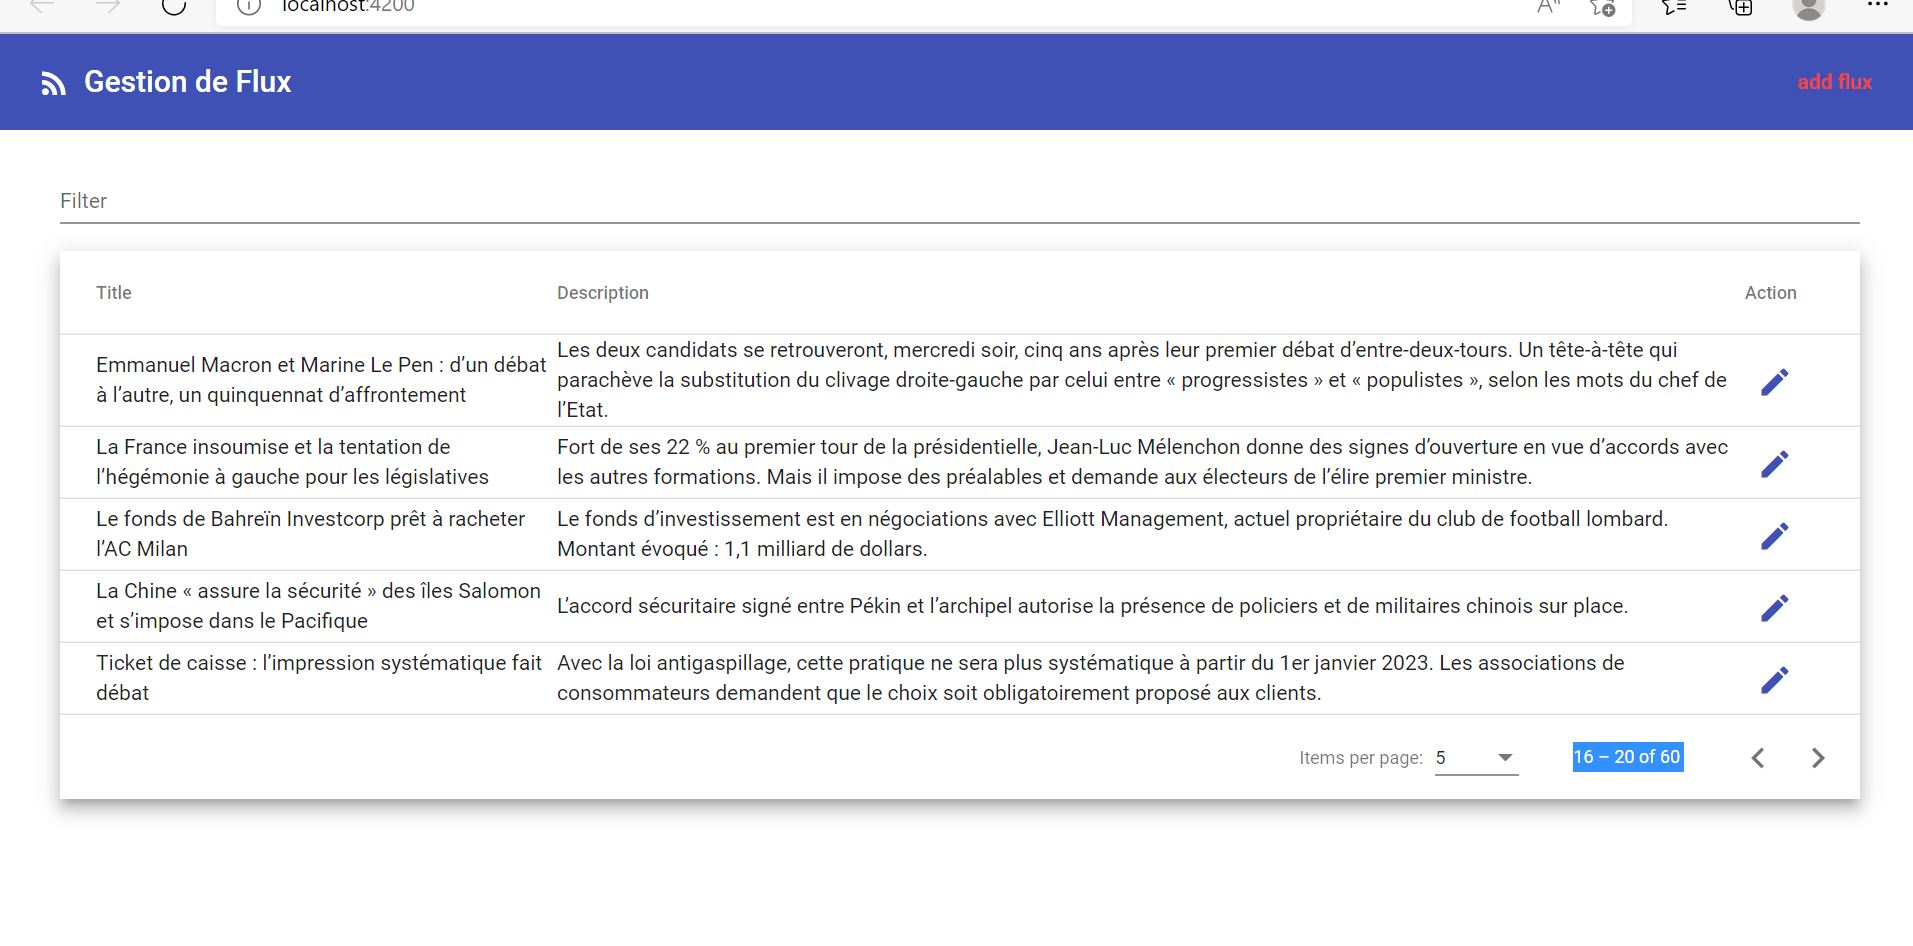 localhost:4200
Gestion de Flux
add flux
Filter
Title Description Action
Emmanuel Macron et Marine Le Pen : d’un débat
à l’autre, un quinquennat d’affrontement
Les deux candidats se retrouveront, mercredi soir, cinq ans après leur premier débat d’entre-deux-tours. Un tête-à-tête qui
parachève la substitution du clivage droite-gauche par celui entre « progressistes » et « populistes », selon les mots du chef de
l’Etat.
La France insoumise et la tentation de
l’hégémonie à gauche pour les législatives
Fort de ses 22 % au premier tour de la présidentielle, Jean-Luc Mélenchon donne des signes d’ouverture en vue d’accords avec
les autres formations. Mais il impose des préalables et demande aux électeurs de l’élire premier ministre.
Le fonds de Bahreïn Investcorp prêt à racheter
l’AC Milan
Le fonds d’investissement est en négociations avec Elliott Management, actuel propriétaire du club de football lombard.
Montant évoqué : 1,1 milliard de dollars.
La Chine « assure la sécurité » des îles Salomon
et s’impose dans le Pacifique
L’accord sécuritaire signé entre Pékin et l’archipel autorise la présence de policiers et de militaires chinois sur place.
Ticket de caisse : l’impression systématique fait
débat
Avec la loi antigaspillage, cette pratique ne sera plus systématique à partir du 1er janvier 2023. Les associations de
consommateurs demandent que le choix soit obligatoirement proposé aux clients.
Items per page: 5 16 – 20 of 60